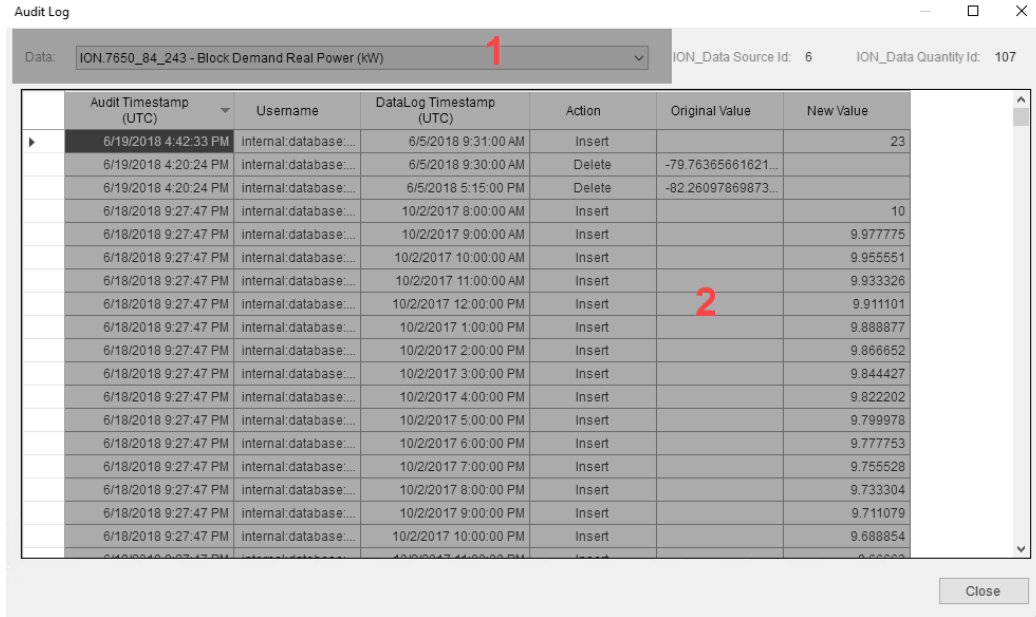 Audit Log
Data: ION.7650_84_243 - Block Demand Real Power (kW) 1 ION_Data Source Id: 6 ION_Data Quantity Id: 107
Audit Timestamp (UTC) Username DataLog Timestamp (UTC) Action Original Value New Value
6/19/2018 4:42:33 PM internal:database:... 6/5/2018 9:31:00 AM Insert 23
6/19/2018 4:20:24 PM internal:database:... 6/5/2018 9:30:00 AM Delete -79.76365661621...
6/19/2018 4:20:24 PM internal:database:... 6/5/2018 5:15:00 PM Delete -82.26097869873...
6/18/2018 9:27:47 PM internal:database:... 10/2/2017 8:00:00 AM Insert 10
6/18/2018 9:27:47 PM internal:database:... 10/2/2017 9:00:00 AM Insert 9.977775
6/18/2018 9:27:47 PM internal:database:... 10/2/2017 10:00:00 AM Insert 9.955551
6/18/2018 9:27:47 PM internal:database:... 10/2/2017 11:00:00 AM Insert 9.933326
6/18/2018 9:27:47 PM internal:database:... 10/2/2017 12:00:00 PM Insert 2 9.911101
6/18/2018 9:27:47 PM internal:database:... 10/2/2017 1:00:00 PM Insert 9.888877
6/18/2018 9:27:47 PM internal:database:... 10/2/2017 2:00:00 PM Insert 9.866652
6/18/2018 9:27:47 PM internal:database:... 10/2/2017 3:00:00 PM Insert 9.844427
6/18/2018 9:27:47 PM internal:database:... 10/2/2017 4:00:00 PM Insert 9.822202
6/18/2018 9:27:47 PM internal:database:... 10/2/2017 5:00:00 PM Insert 9.799978
6/18/2018 9:27:47 PM internal:database:... 10/2/2017 6:00:00 PM Insert 9.777753
6/18/2018 9:27:47 PM internal:database:... 10/2/2017 7:00:00 PM Insert 9.755528
6/18/2018 9:27:47 PM internal:database:... 10/2/2017 8:00:00 PM Insert 9.733304
6/18/2018 9:27:47 PM internal:database:... 10/2/2017 9:00:00 PM Insert 9.711079
6/18/2018 9:27:47 PM internal:database:... 10/2/2017 10:00:00 PM Insert 9.688854
Close